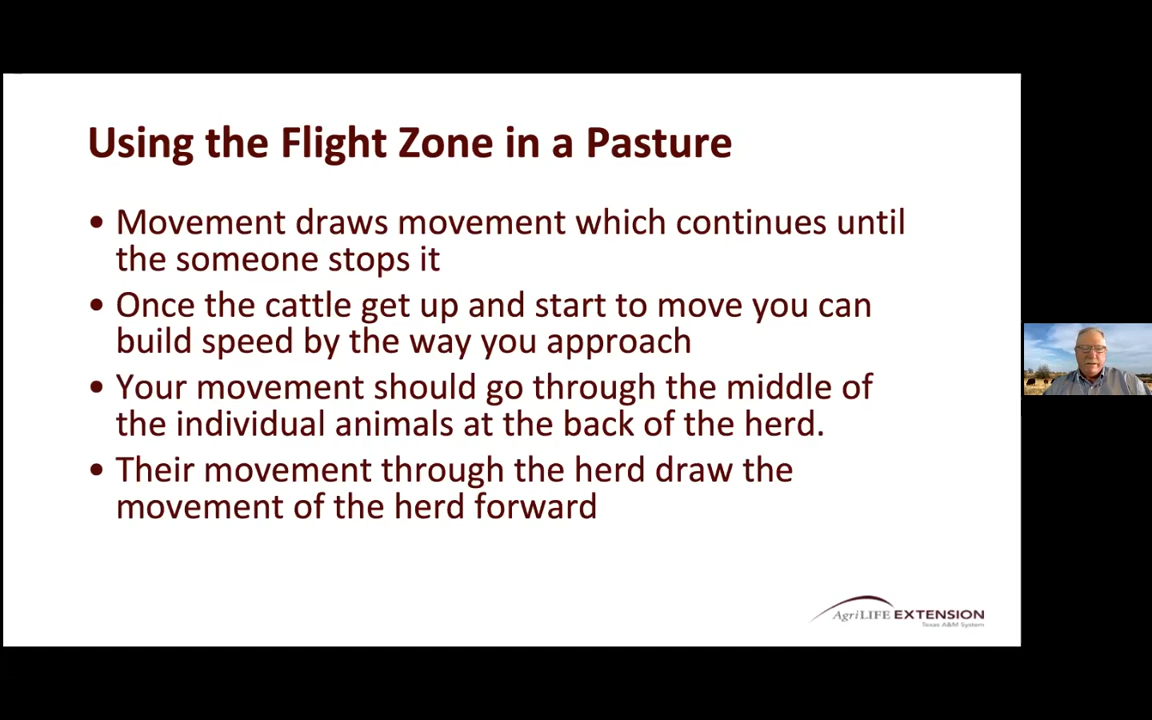 Using the Flight Zone in a Pasture
• Movement draws movement which continues until
the someone stops it
• Once the cattle get up and start to move you can
build speed by the way you approach
• Your movement should go through the middle of
the individual animals at the back of the herd.
• Their movement through the herd draw the
movement of the herd forward
AgriLIFE EXTENSION
Texas A&M System